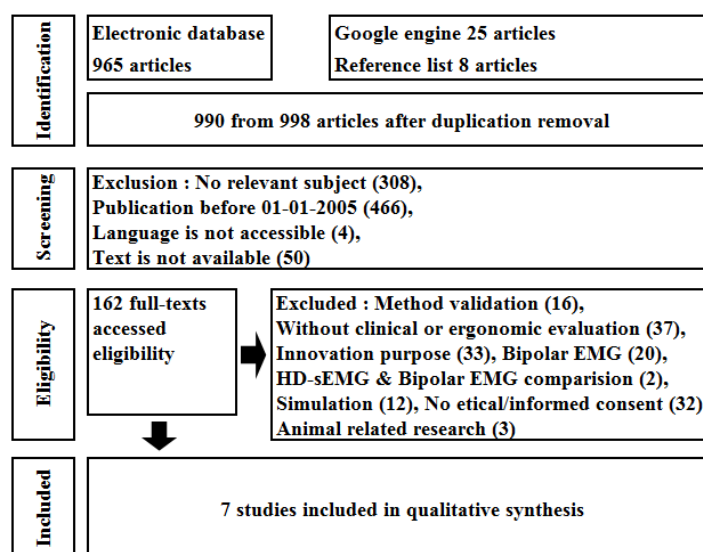 Identification
Electronic database
965 articles
Google engine 25 articles
Reference list 8 articles
990 from 998 articles after duplication removal
Screening
Exclusion : No relevant subject (308),
Publication before 01-01-2005 (466),
Language is not accessible (4),
Text is not available (50)
Eligibility
162 full-texts
accessed
eligibility
Excluded : Method validation (16),
Without clinical or ergonomic evaluation (37),
Innovation purpose (33), Bipolar EMG (20),
HD-sEMG & Bipolar EMG comparision (2),
Simulation (12), No etical/informed consent (32)
Animal related research (3)
Included
7 studies included in qualitative synthesis